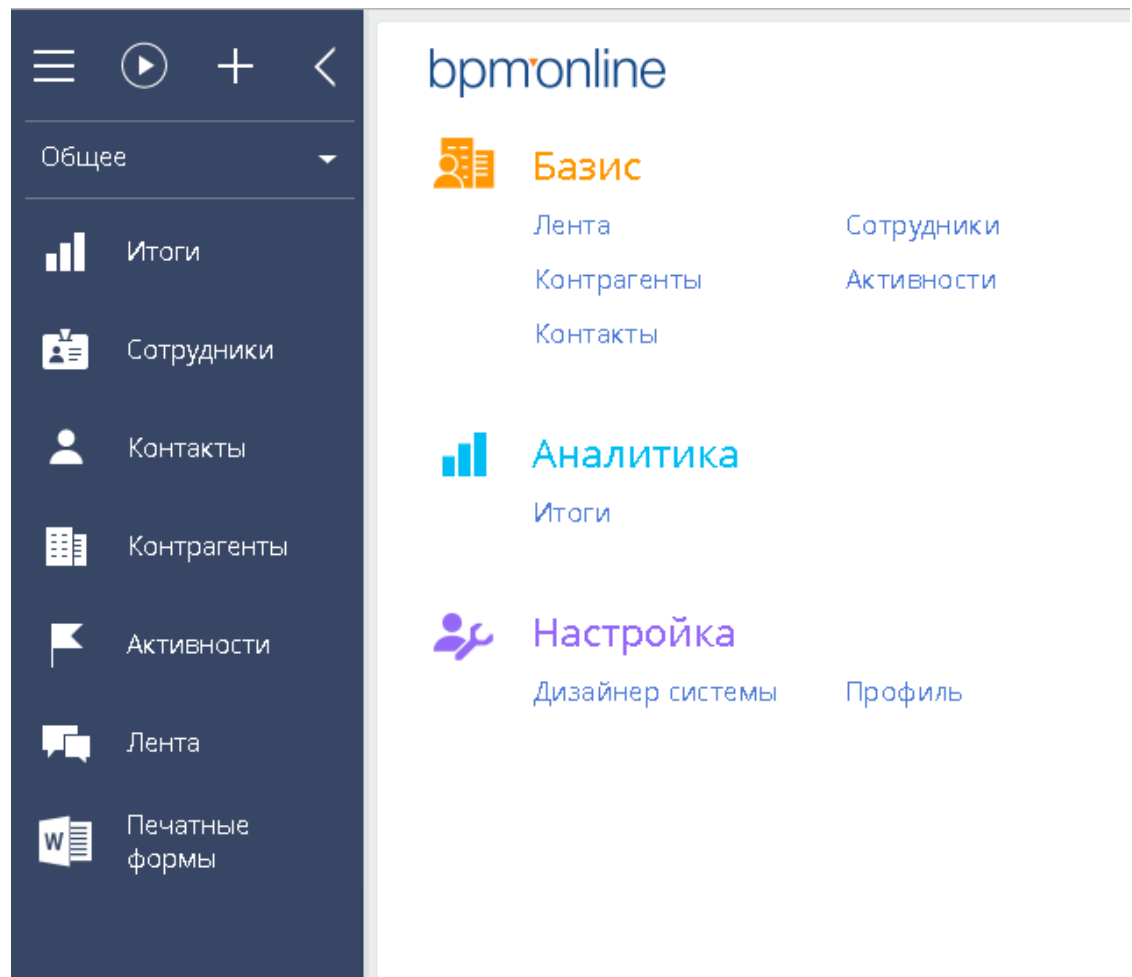 Общее
Итоги
Сотрудники
Контакты
Контрагенты
Активности
Лента
W
Печатные
формы
bpm'online
Базис
Лента Сотрудники
Контрагенты Активности
Контакты
Аналитика
Итоги
Настройка
Дизайнер системы Профиль